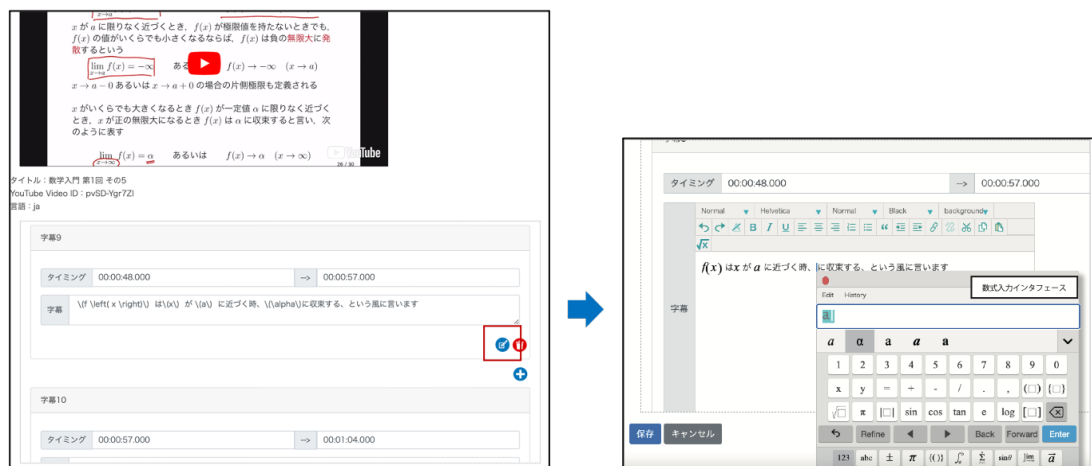 x が a に限りなく近づくとき, f(x) が極限値を持たないときでも,
f(x) の値がいくらでも小さくなるならば, f(x) は負の無限大に発
散するという
lim f(x) = −∞ ある f(x) → −∞ (x → a)
x→a
x → a − 0 あるいは x → a + 0 の場合の片側極限も定義される
x がいくらでも大きくなるとき f(x) が一定値 α に限りなく近づく
とき, x が正の無限大になるとき f(x) は α に収束すると言い, 次
のように表す
lim f(x) = α あるいは f(x) → α (x → ∞)
x→∞
YouTube
26 / 30
タイトル : 数学入門 第1回 その5
YouTube Video ID : pvSD-Ygr7ZI
言語 : ja
字幕9
タイミング 00:00:48.000 --> 00:00:57.000
字幕 \(f \left( x \right)\) は\(x\) が \(a\) に近づく時、\(\alpha\)に収束する、という風に言います
字幕10
タイミング 00:00:57.000 --> 00:01:04.000
タイミング 00:00:48.000 --> 00:00:57.000
Normal Helvetica Normal Black background
B I U
√x
字幕
f(x) はx が a に近づく時、に収束する、という風に言います
数式入力インタフェース
Edit History
a
a α a a a
1 2 3 4 5 6 7 8 9 0
x y = ÷ - / . , (□) {□}
√□ π |□| sin cos tan e log [□]
Refine Back Forward Enter
123 abc ± π {()} sinθ lim a
保存 キャンセル